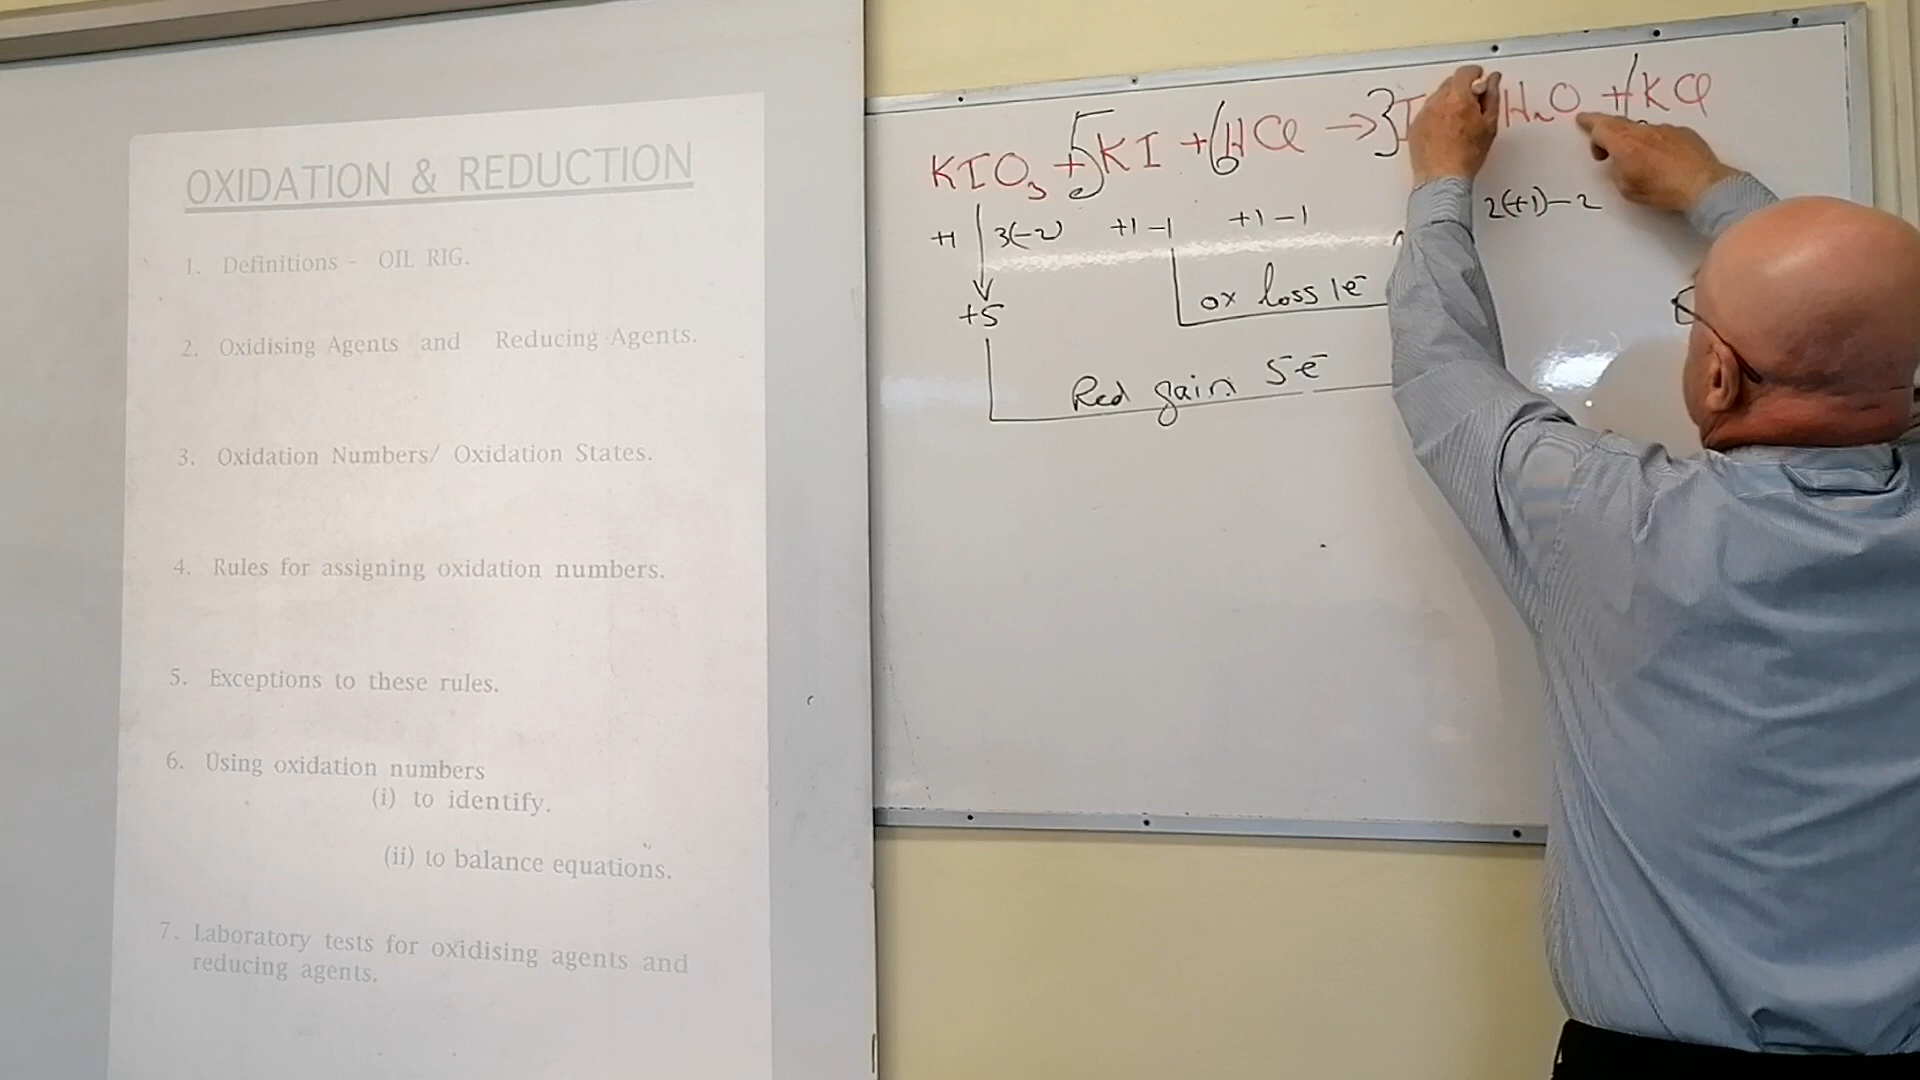 OXIDATION & REDUCTION
1. Definitions - OIL RIG.
2. Oxidising Agents and Reducing Agents.
3. Oxidation Numbers/ Oxidation States.
4. Rules for assigning oxidation numbers.
5. Exceptions to these rules.
6. Using oxidation numbers
(i) to identify.
(ii) to balance equations.
7. Laboratory tests for oxidising agents and
reducing agents.
KIO₃ + 5KI + 6HCl → 3I H₂O + 6KCl
+1 3(-2) +1 -1 +1 -1 2(+1) -2
+5
ox loss 1e⁻
Red gain 5e⁻